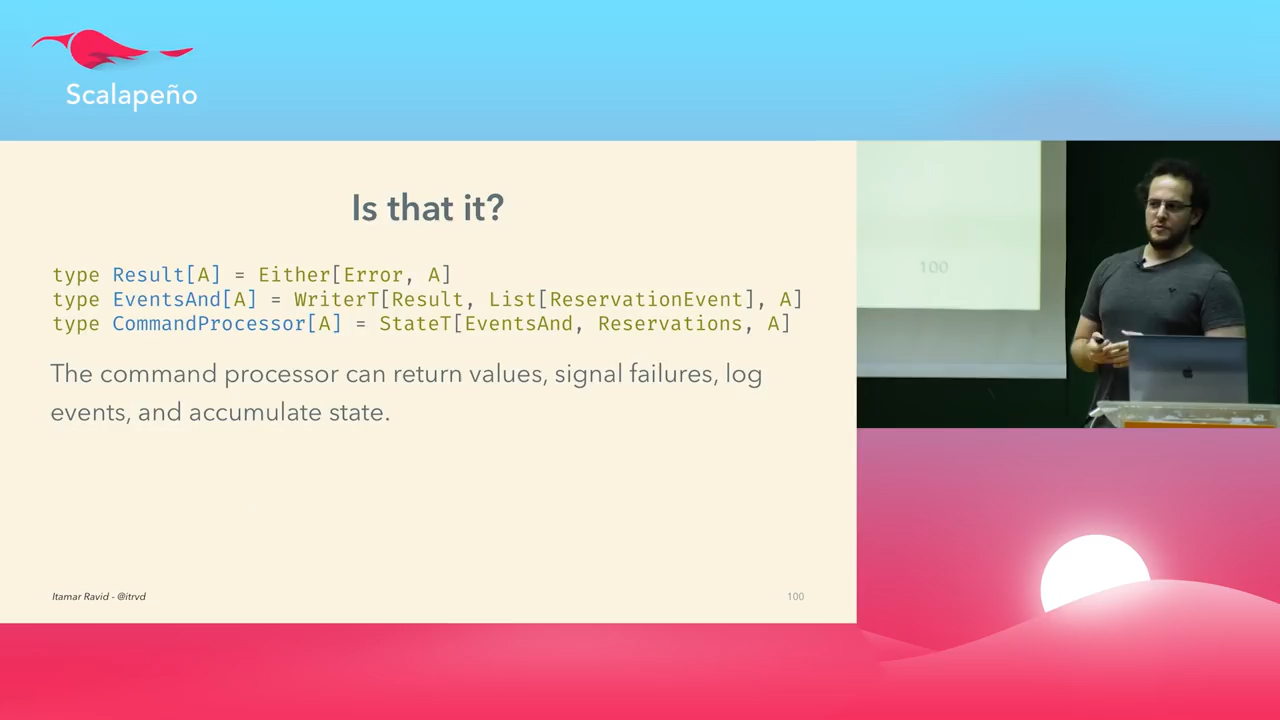 Scalapeño
Is that it?
type Result[A] = Either[Error, A]
type EventsAnd[A] = WriterT[Result, List[ReservationEvent], A]
type CommandProcessor[A] = StateT[EventsAnd, Reservations, A]
The command processor can return values, signal failures, log
events, and accumulate state.
Itamar Ravid - @itrvd
100
100